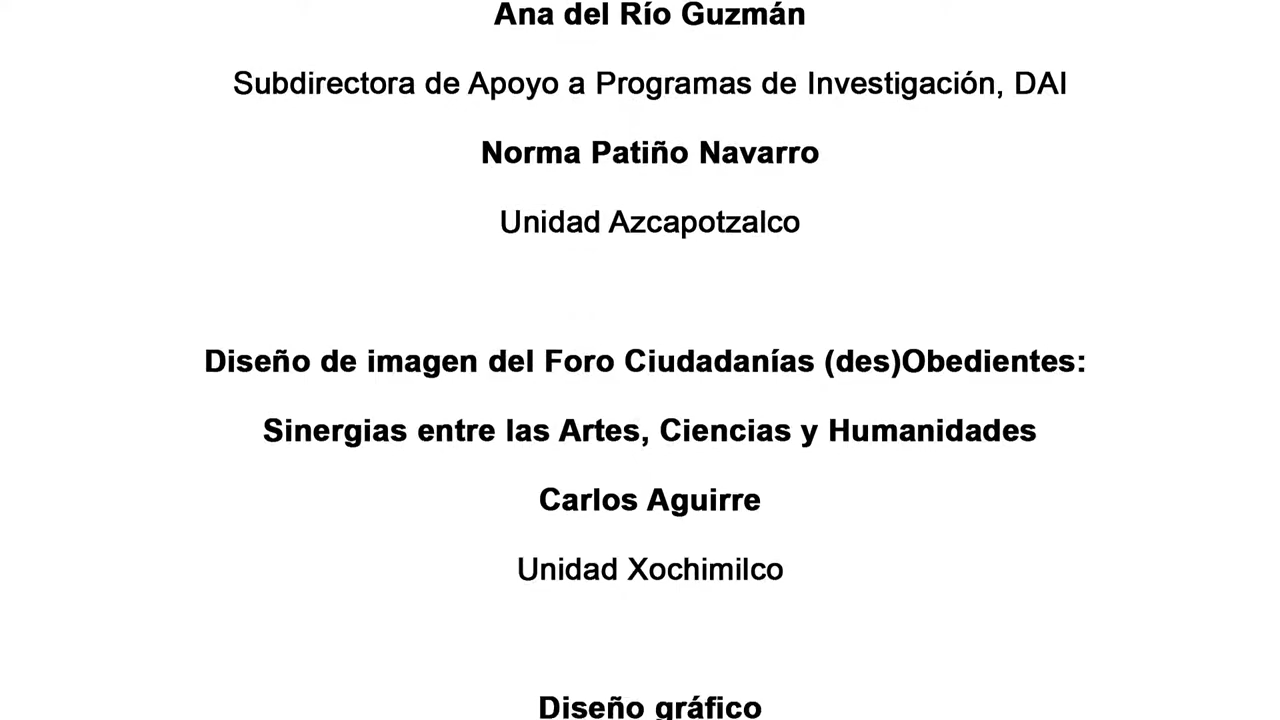 Ana del Río Guzmán
Subdirectora de Apoyo a Programas de Investigación, DAI
Norma Patiño Navarro
Unidad Azcapotzalco
Diseño de imagen del Foro Ciudadanías (des)Obedientes:
Sinergias entre las Artes, Ciencias y Humanidades
Carlos Aguirre
Unidad Xochimilco
Diseño gráfico